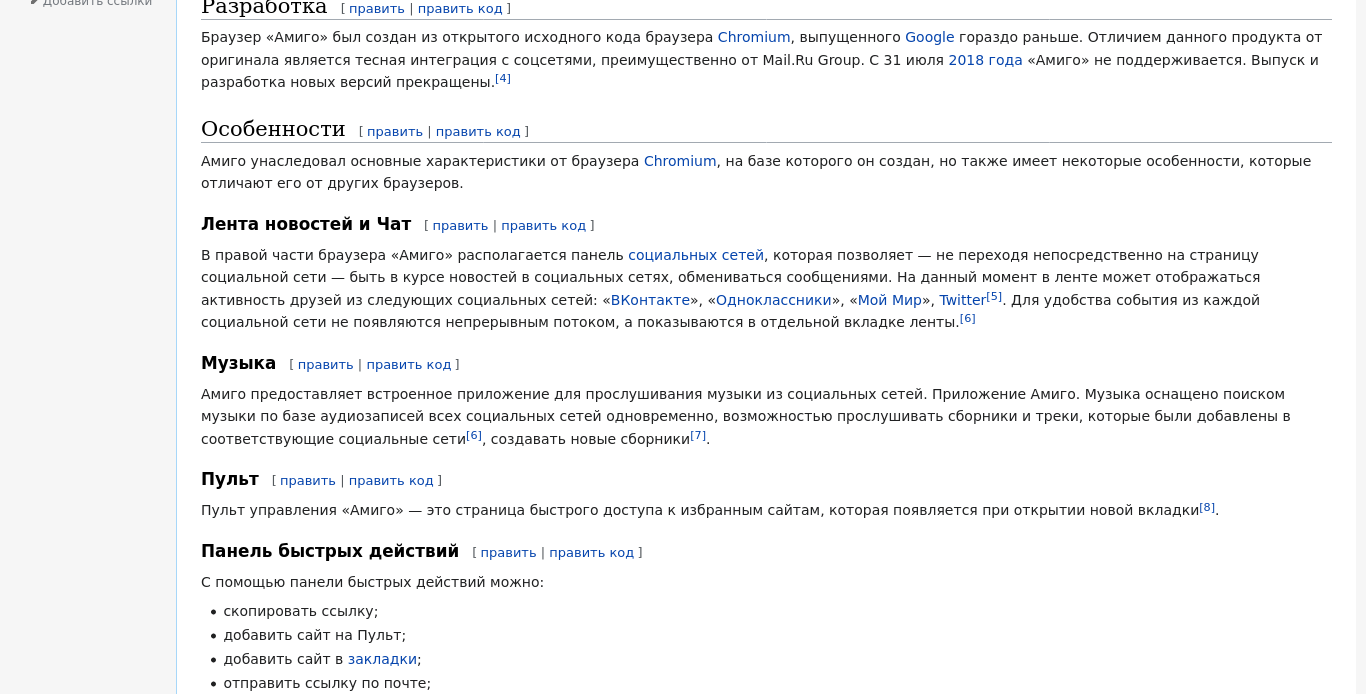 Добавить ссылки
Разработка [ править | править код ]
Браузер «Амиго» был создан из открытого исходного кода браузера Chromium, выпущенного Google гораздо раньше. Отличием данного продукта от
оригинала является тесная интеграция с соцсетями, преимущественно от Mail.Ru Group. С 31 июля 2018 года «Амиго» не поддерживается. Выпуск и
разработка новых версий прекращены.[4]
Особенности [ править | править код ]
Амиго унаследовал основные характеристики от браузера Chromium, на базе которого он создан, но также имеет некоторые особенности, которые
отличают его от других браузеров.
Лента новостей и Чат [ править | править код ]
В правой части браузера «Амиго» располагается панель социальных сетей, которая позволяет — не переходя непосредственно на страницу
социальной сети — быть в курсе новостей в социальных сетях, обмениваться сообщениями. На данный момент в ленте может отображаться
активность друзей из следующих социальных сетей: «ВКонтакте», «Одноклассники», «Мой Мир», Twitter[5]. Для удобства события из каждой
социальной сети не появляются непрерывным потоком, а показываются в отдельной вкладке ленты.[6]
Музыка [ править | править код ]
Амиго предоставляет встроенное приложение для прослушивания музыки из социальных сетей. Приложение Амиго. Музыка оснащено поиском
музыки по базе аудиозаписей всех социальных сетей одновременно, возможностью прослушивать сборники и треки, которые были добавлены в
соответствующие социальные сети[6], создавать новые сборники[7].
Пульт [ править | править код ]
Пульт управления «Амиго» — это страница быстрого доступа к избранным сайтам, которая появляется при открытии новой вкладки[8].
Панель быстрых действий [ править | править код ]
С помощью панели быстрых действий можно:
• скопировать ссылку;
• добавить сайт на Пульт;
• добавить сайт в закладки;
• отправить ссылку по почте;